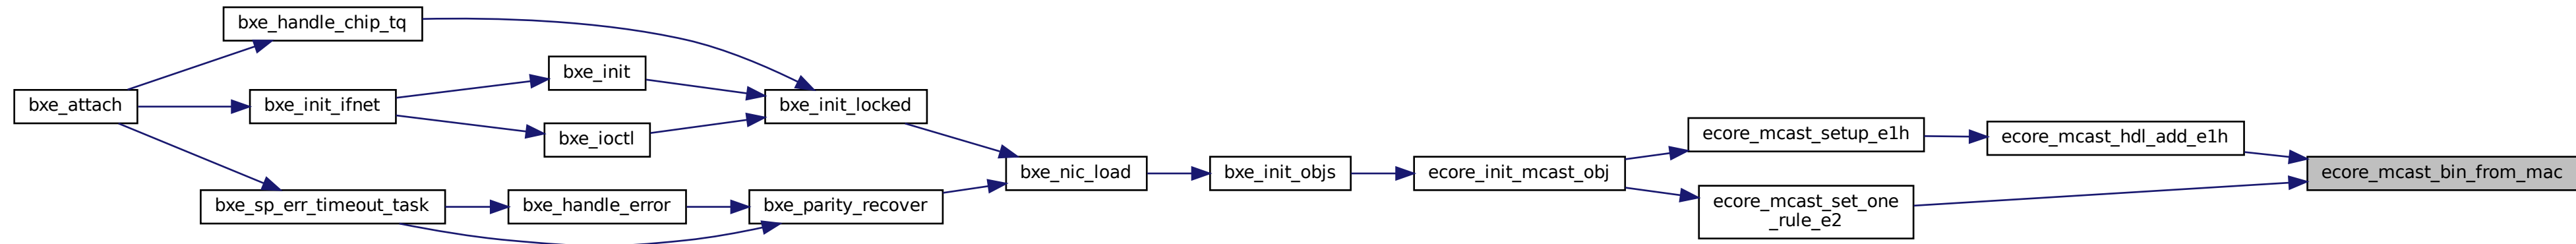 bxe_handle_chip_tq
bxe_init
bxe_attach
bxe_init_ifnet
bxe_init_locked
bxe_ioctl
ecore_mcast_setup_e1h
ecore_mcast_hdl_add_e1h
bxe_nic_load
bxe_init_objs
ecore_init_mcast_obj
ecore_mcast_bin_from_mac
bxe_sp_err_timeout_task
bxe_handle_error
bxe_parity_recover
ecore_mcast_set_one
_rule_e2